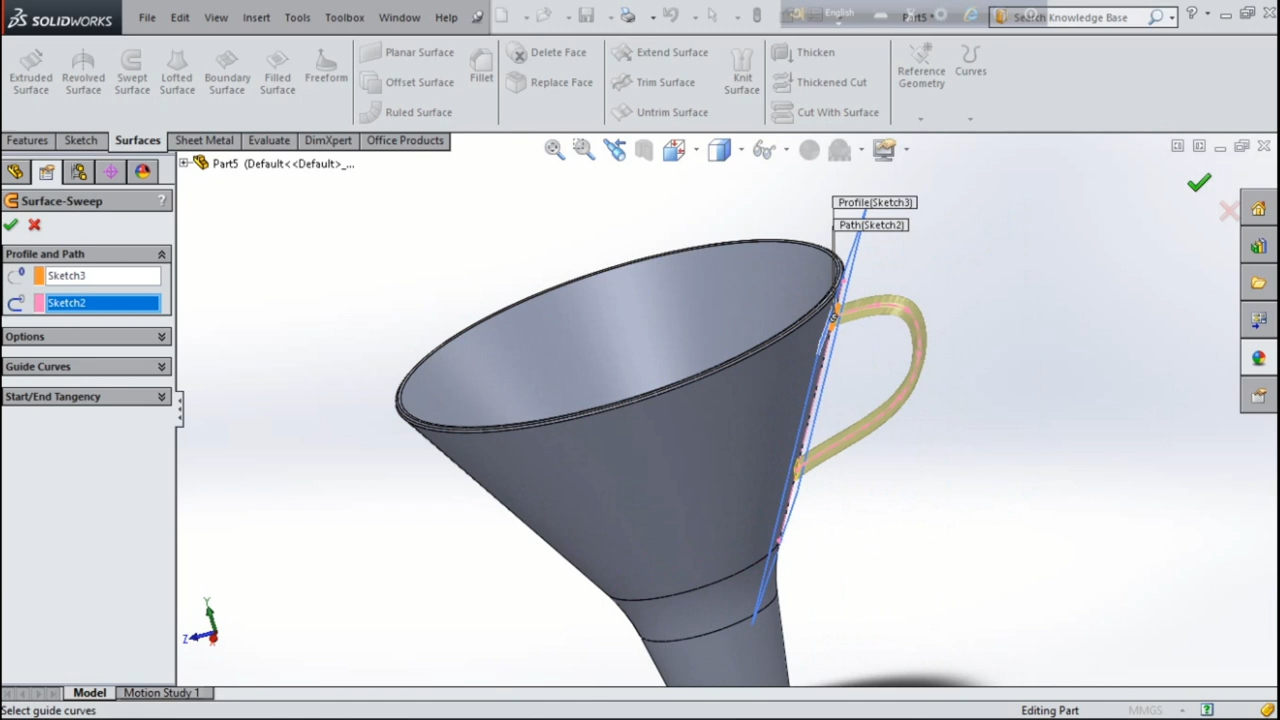 SOLIDWORKS File Edit View Insert Tools Toolbox Window Help English Part5 * Search Knowledge Base ?
Extruded Surface
Revolved Surface
Swept Surface
Lofted Surface
Boundary Surface
Filled Surface
Freeform
Planar Surface
Offset Surface
Ruled Surface
Fillet
Delete Face
Replace Face
Extend Surface
Trim Surface
Untrim Surface
Knit Surface
Thicken
Thickened Cut
Cut With Surface
Reference Geometry
Curves
Features Sketch Surfaces Sheet Metal Evaluate DimXpert Office Products
Part5 (Default<<Default>_...
Surface-Sweep ?
Profile and Path
Sketch3
Sketch2
Options
Guide Curves
Start/End Tangency
Profile(Sketch3)
Path(Sketch2)
Y
Z
X
Model Motion Study 1
Select guide curves Editing Part MMGS - ?